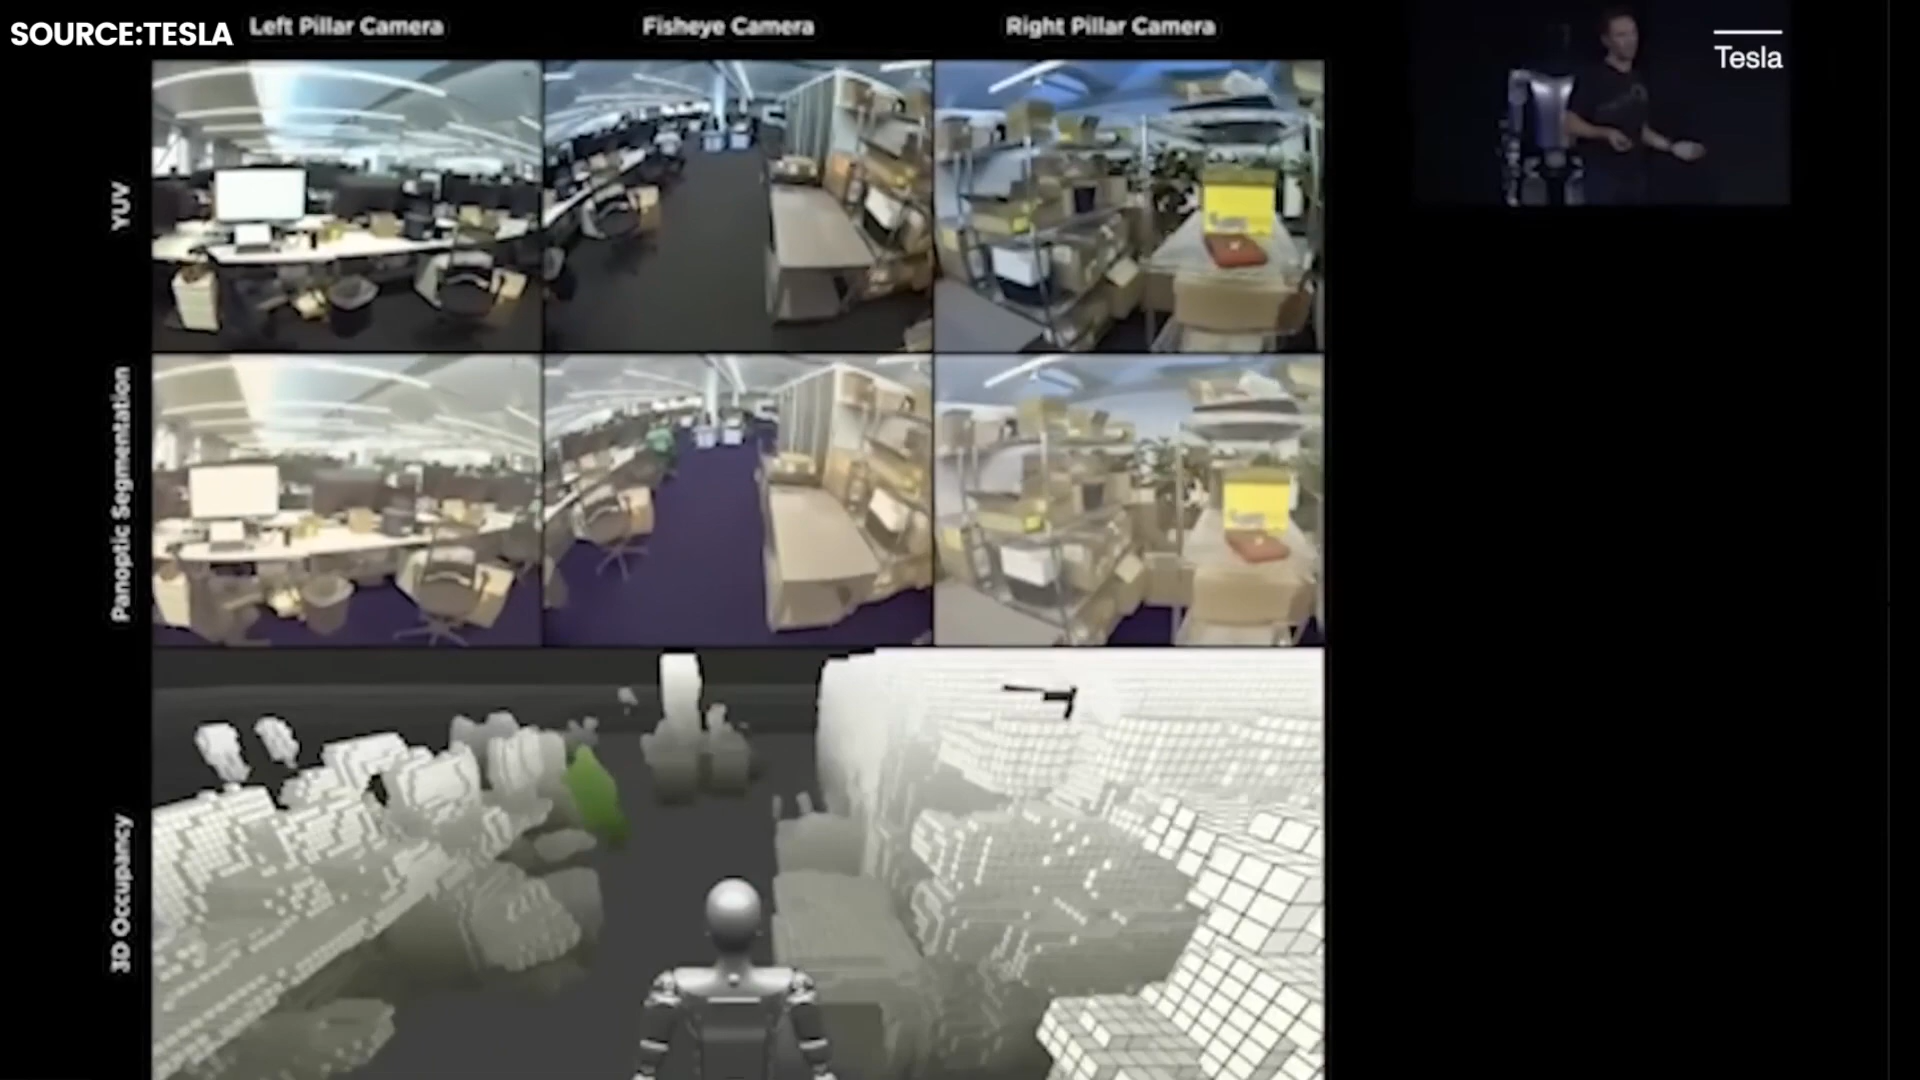 SOURCE:TESLA
Left Pillar Camera
Fisheye Camera
Right Pillar Camera
Tesla
YUV
Panoptic Segmentation
3D Occupancy